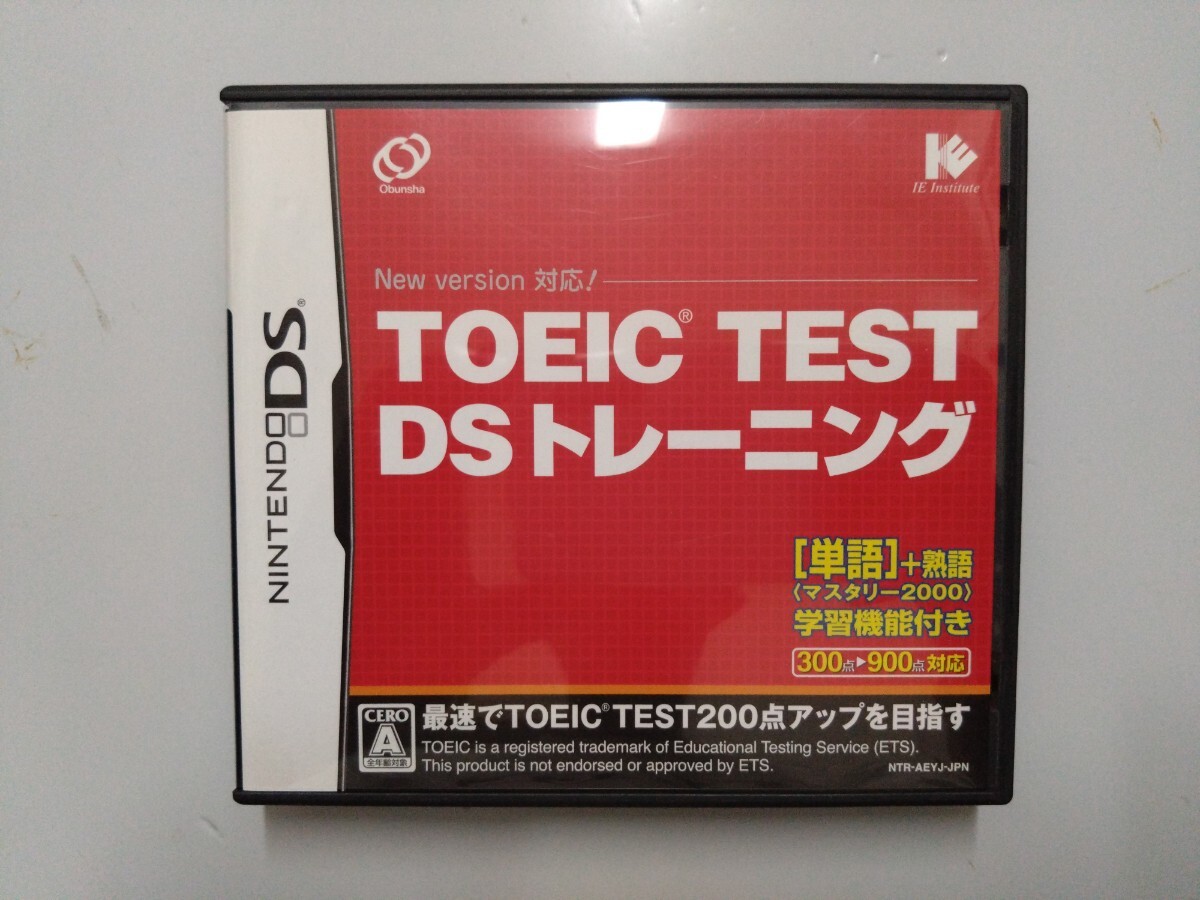 NINTENDO DS®
Obunsha
IE Institute
New version 対応!
TOEIC® TEST
DSトレーニング
[単語]+熟語
〈マスタリー2000〉
学習機能付き
300点▶900点対応
CERO
A
全年齢対象
最速でTOEIC® TEST200点アップを目指す
TOEIC is a registered trademark of Educational Testing Service (ETS).
This product is not endorsed or approved by ETS.
NTR-AEYJ-JPN